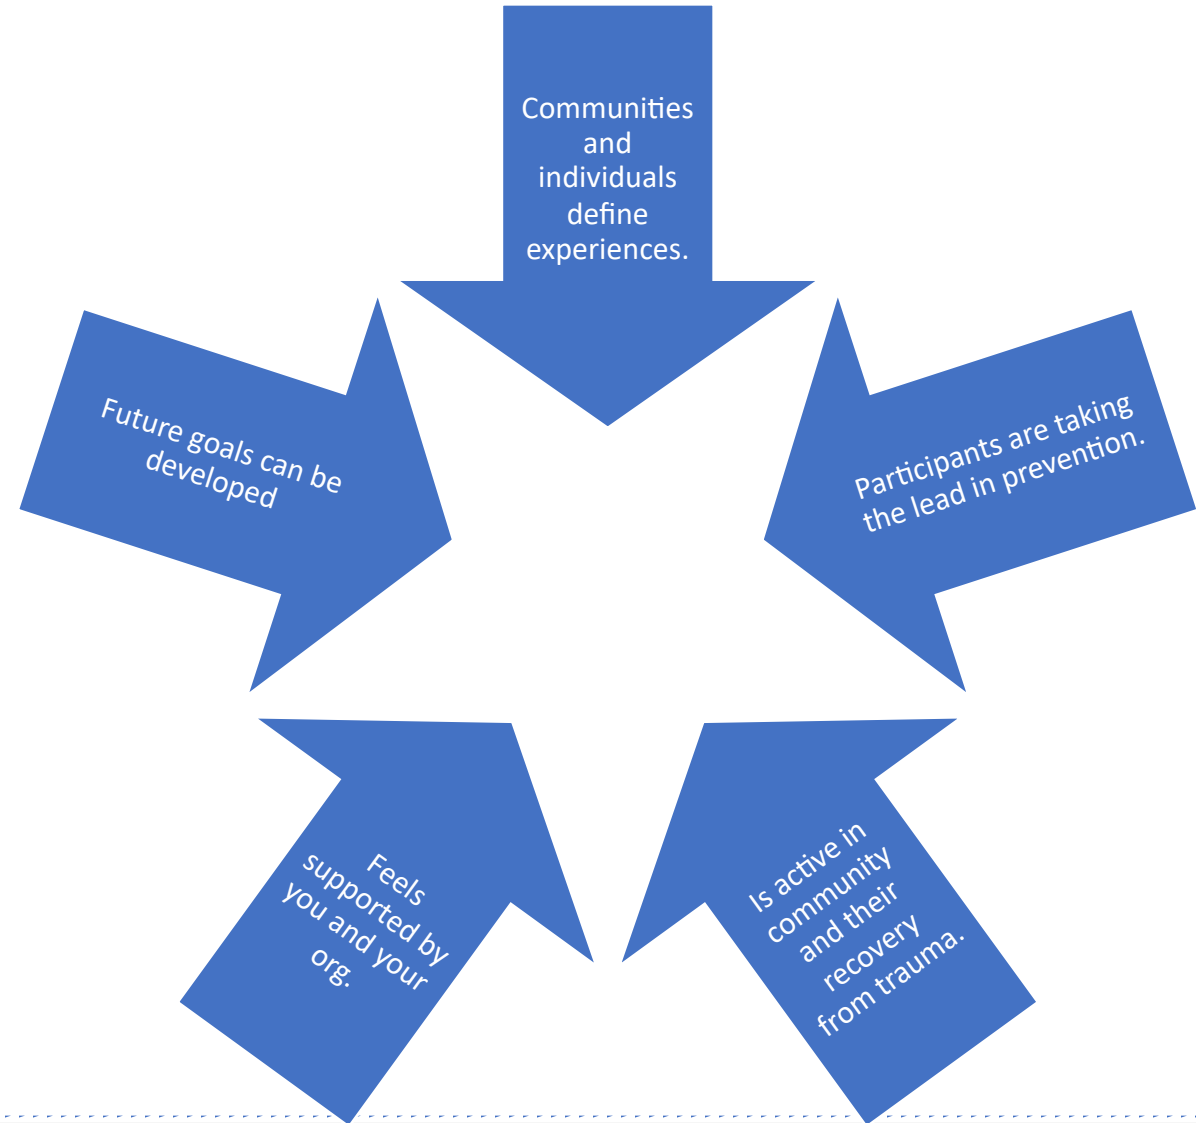 Communities
and
individuals
define
experiences.
Participants are taking
the lead in prevention.
Is active in
community
and their
recovery
from trauma.
Feels
supported by
you and your
org.
Future goals can be
developed